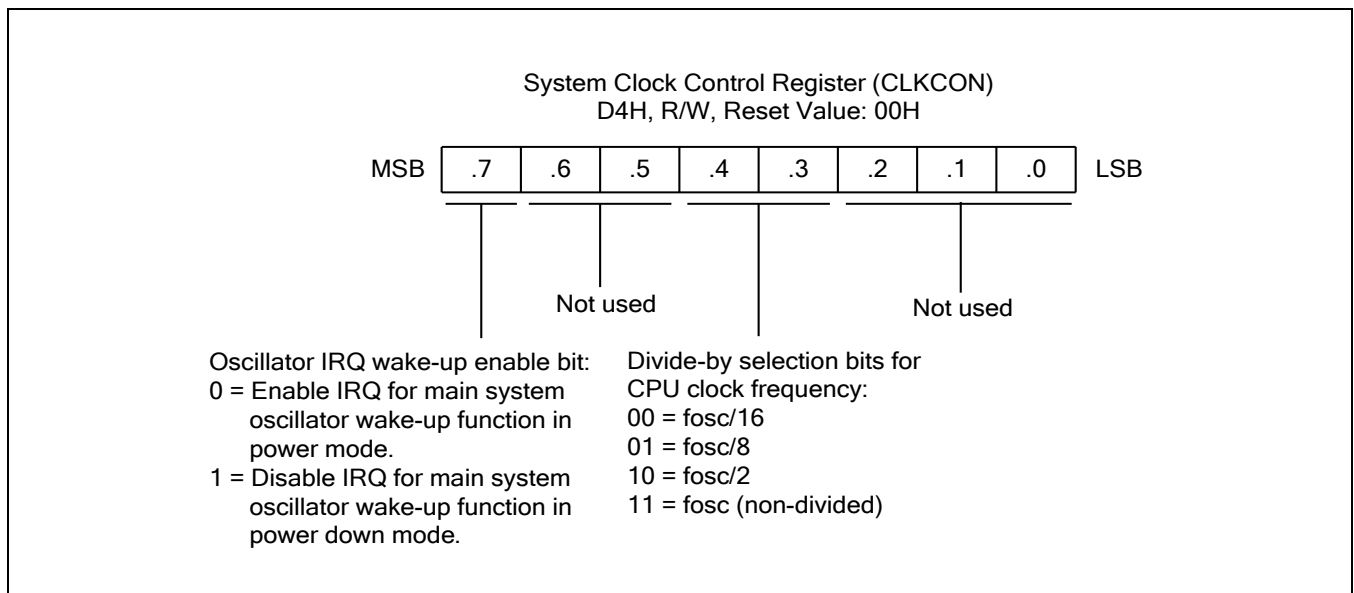 System Clock Control Register (CLKCON)
D4H, R/W, Reset Value: 00H
MSB .7 .6 .5 .4 .3 .2 .1 .0 LSB
Not used
Not used
Oscillator IRQ wake-up enable bit:
0 = Enable IRQ for main system
oscillator wake-up function in
power mode.
1 = Disable IRQ for main system
oscillator wake-up function in
power down mode.
Divide-by selection bits for
CPU clock frequency:
00 = fosc/16
01 = fosc/8
10 = fosc/2
11 = fosc (non-divided)